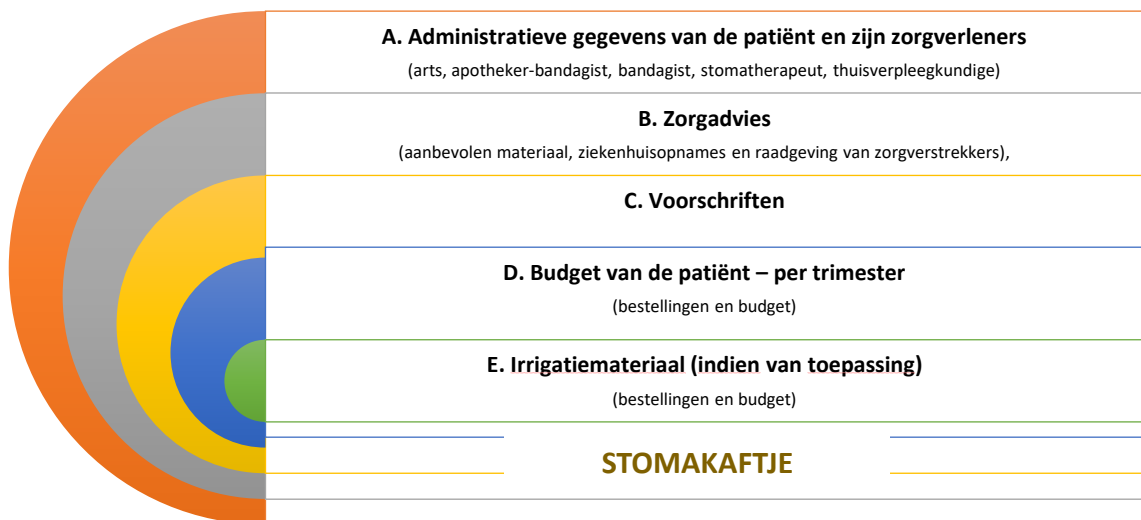 A. Administratieve gegevens van de patiënt en zijn zorgverleners
(arts, apotheker-bandagist, bandagist, stomatherapeut, thuisverpleegkundige)
B. Zorgadvies
(aanbevolen materiaal, ziekenhuisopnames en raadgeving van zorgverstrekkers),
C. Voorschriften
D. Budget van de patiënt – per trimester
(bestellingen en budget)
E. Irrigatiemateriaal (indien van toepassing)
(bestellingen en budget)
STOMAKAFTJE